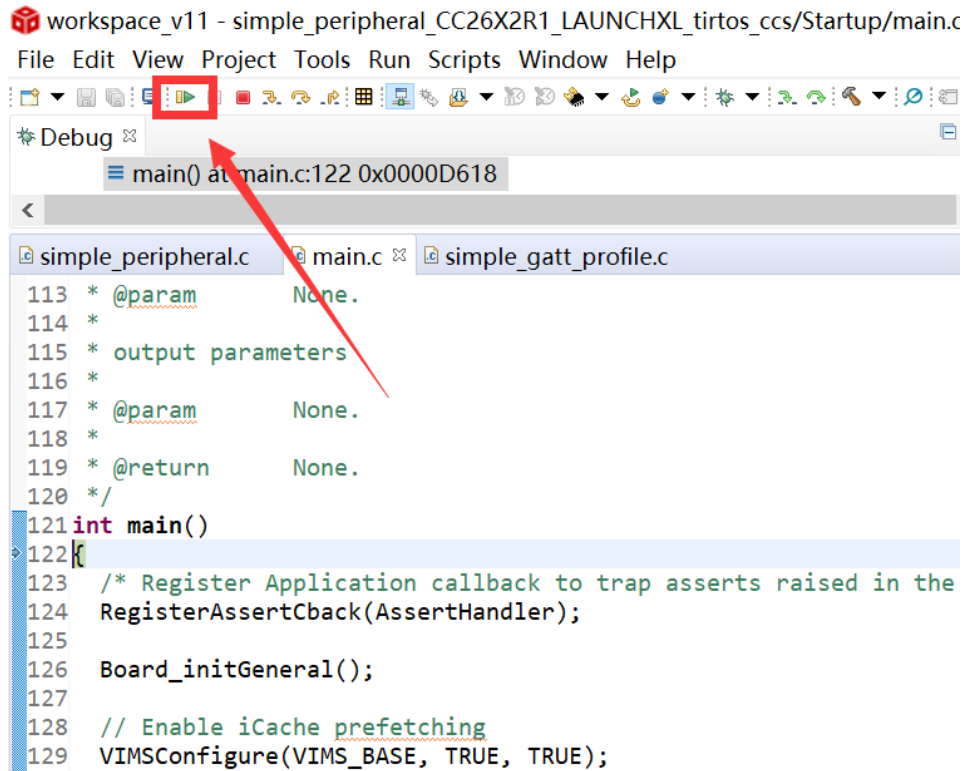 workspace_v11 - simple_peripheral_CC26X2R1_LAUNCHXL_tirtos_ccs/Startup/main.c
File Edit View Project Tools Run Scripts Window Help
Debug
main() at main.c:122 0x0000D618
simple_peripheral.c main.c simple_gatt_profile.c
113 * @param None.
114 *
115 * output parameters
116 *
117 * @param None.
118 *
119 * @return None.
120 */
121 int main()
122 {
123 /* Register Application callback to trap asserts raised in the
124 RegisterAssertCback(AssertHandler);
125
126 Board_initGeneral();
127
128 // Enable iCache prefetching
129 VIMSConfigure(VIMS_BASE, TRUE, TRUE);